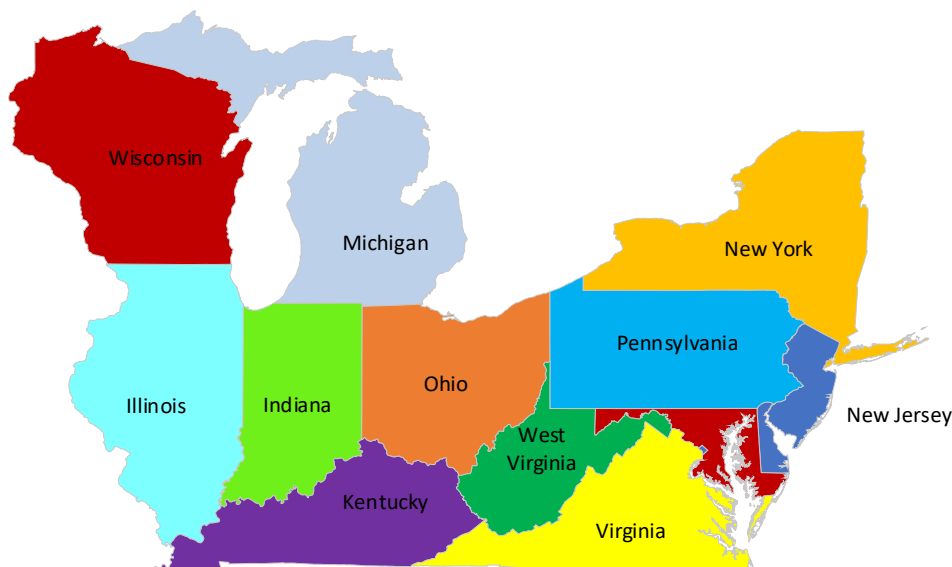 Wisconsin
Michigan
New York
Pennsylvania
Ohio
Illinois
Indiana
New Jersey
West
Virginia
Kentucky
Virginia